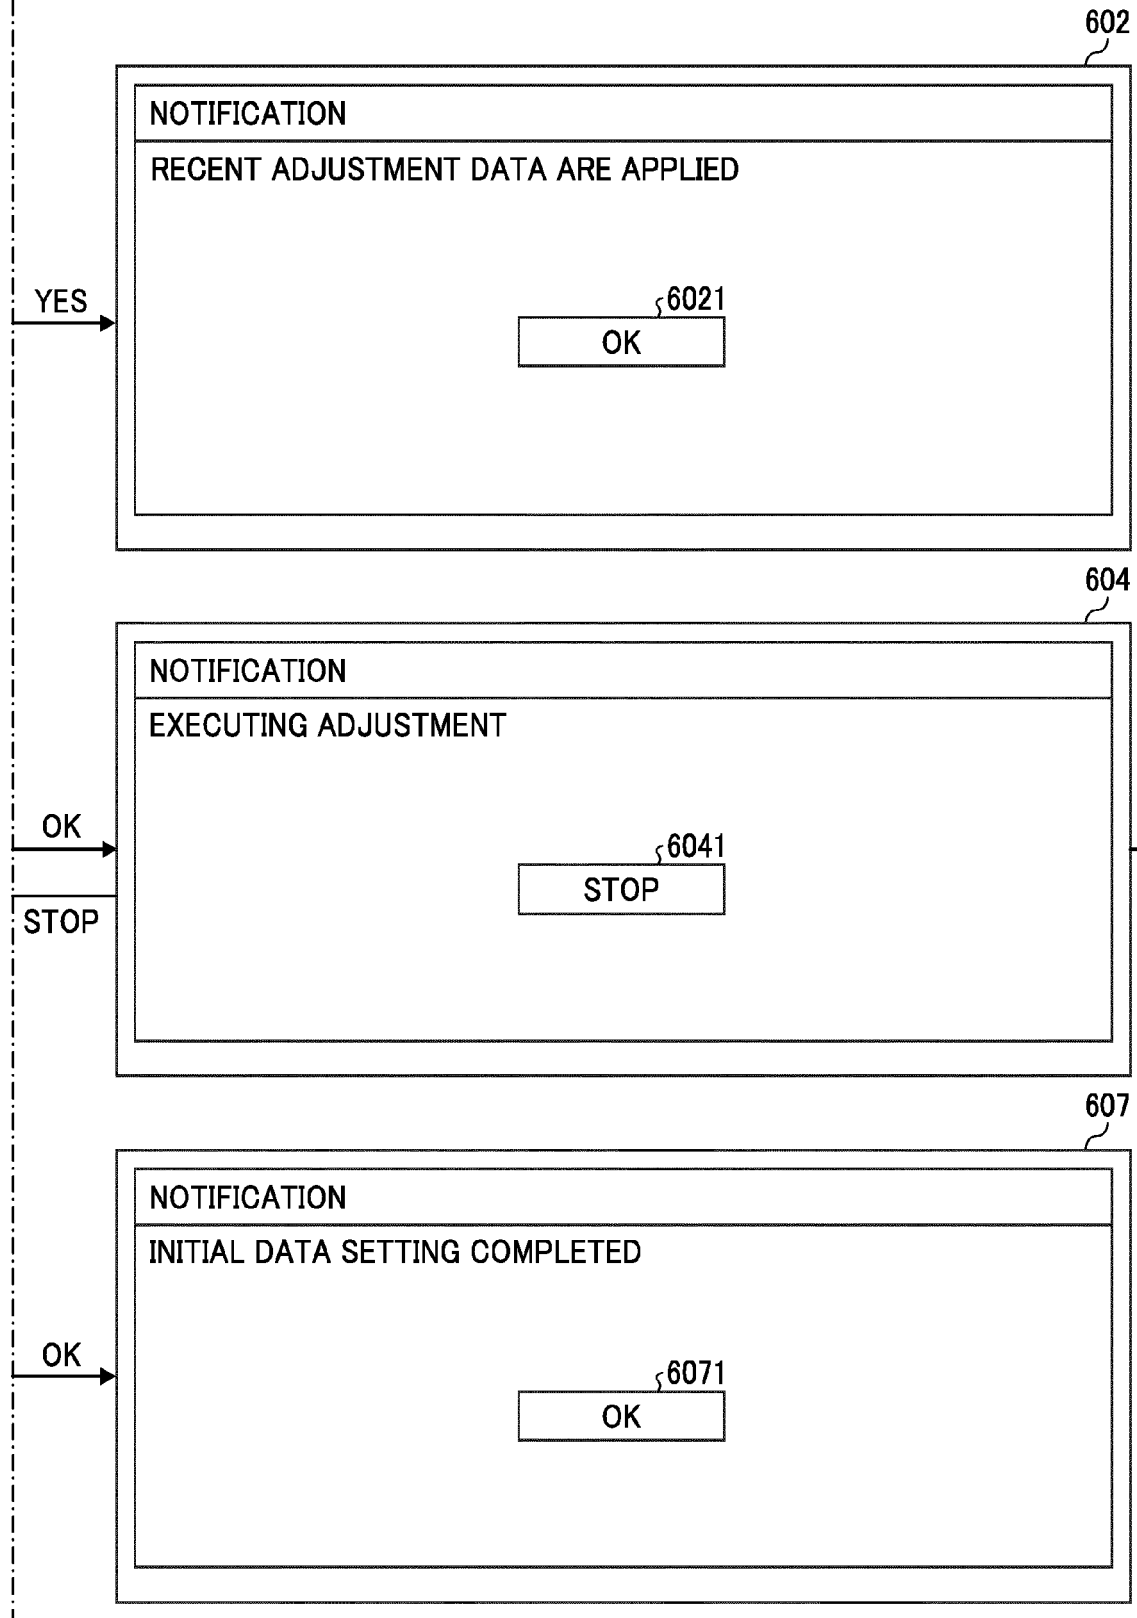 602
NOTIFICATION
RECENT ADJUSTMENT DATA ARE APPLIED
YES
6021
OK
604
NOTIFICATION
EXECUTING ADJUSTMENT
OK
6041
STOP
STOP
607
NOTIFICATION
INITIAL DATA SETTING COMPLETED
OK
6071
OK